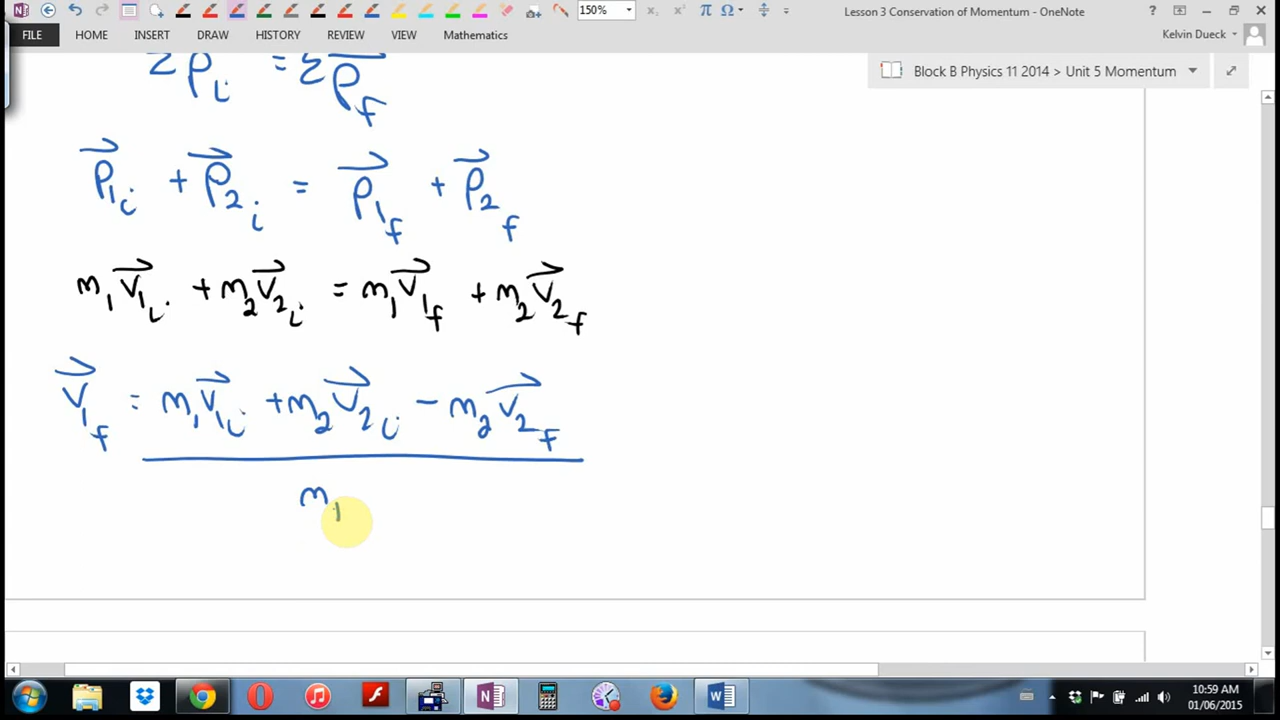 Lesson 3 Conservation of Momentum - OneNote
150%
FILE HOME INSERT DRAW HISTORY REVIEW VIEW Mathematics
Kelvin Dueck
Block B Physics 11 2014 > Unit 5 Momentum
Σp⃗i = Σp⃗f
p⃗1i + p⃗2i = p⃗1f + p⃗2f
m1v⃗1i + m2v⃗2i = m1v⃗1f + m2v⃗2f
v⃗1f = m1v⃗1i + m2v⃗2i − m2v⃗2f
m1
10:59 AM
01/06/2015